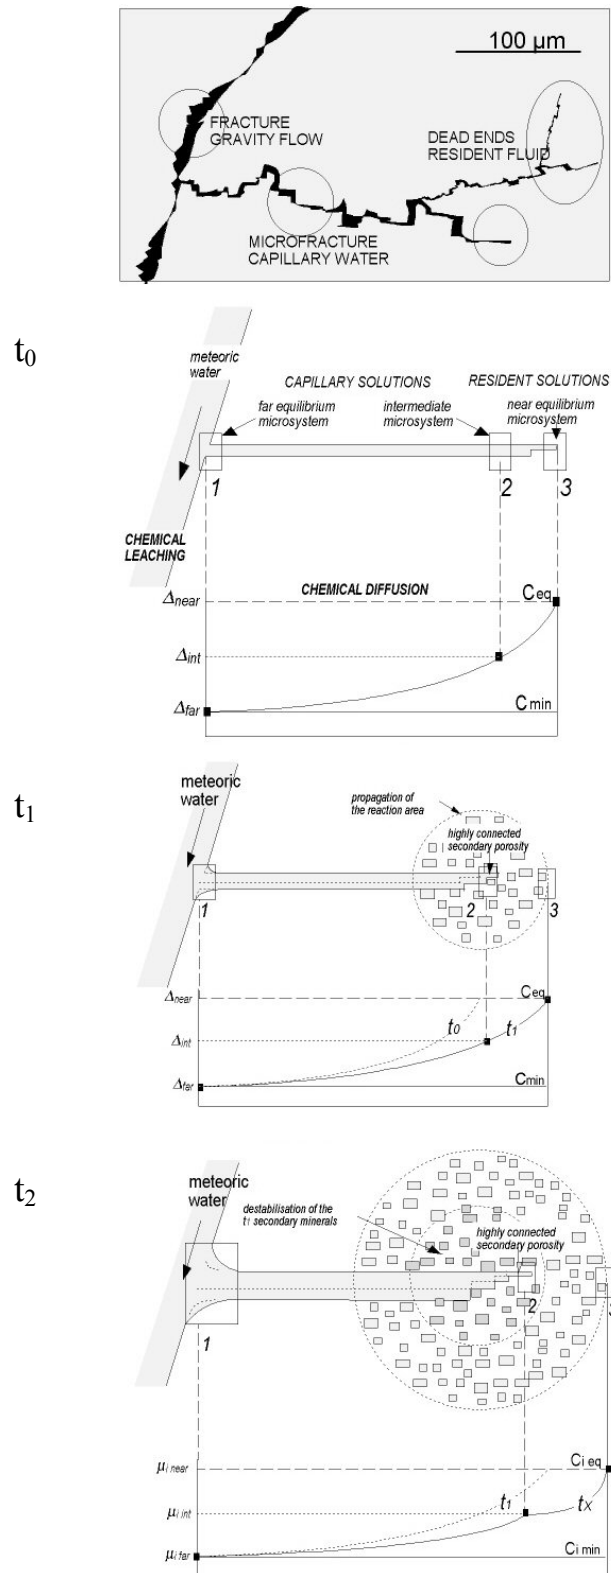 100 µm
FRACTURE
GRAVITY FLOW
DEAD ENDS
RESIDENT FLUID
MICROFRACTURE
CAPILLARY WATER
t0
meteoric
water
CAPILLARY SOLUTIONS
RESIDENT SOLUTIONS
far equilibrium
microsystem
intermediate
microsystem
near equilibrium
microsystem
1
2
3
CHEMICAL
LEACHING
Δnear
CHEMICAL DIFFUSION
Ceq
Δint
Δfar
Cmin
t1
meteoric
water
propagation of
the reaction area
highly connected
secondary porosity
1
2
3
Δnear
Ceq
t0
t1
Δint
Δfar
Cmin
t2
meteoric
water
destabilisation of the
t1 secondary minerals
highly connected
secondary porosity
1
2
μi near
Ci eq
t1
tx
μi int
μi far
Ci min